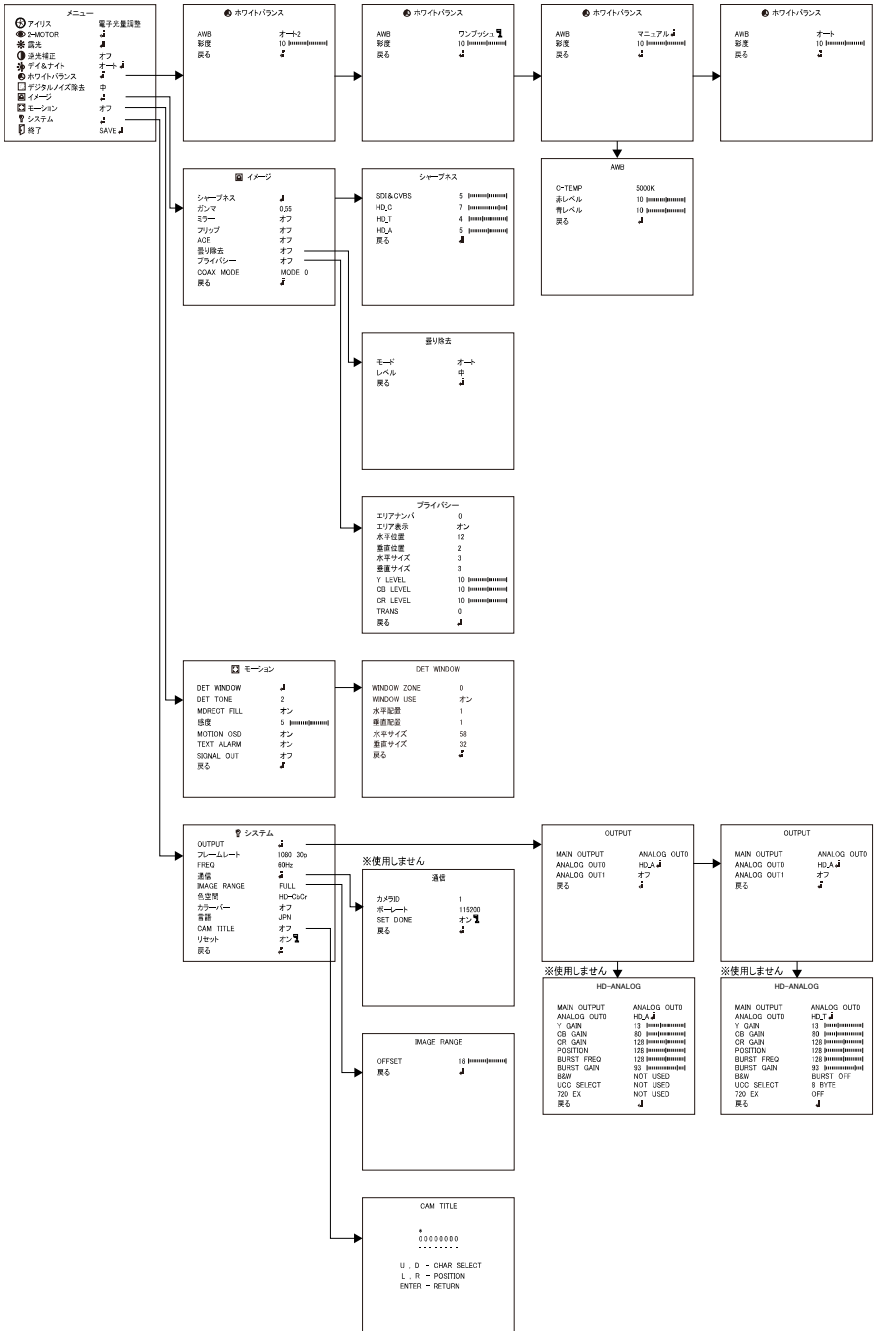 メニュー
アイリス 電子光量調整
2-MOTOR
露光
逆光補正 オフ
デイ&ナイト オート
ホワイトバランス
デジタルノイズ除去 中
イメージ
モーション オフ
システム
終了 SAVE
ホワイトバランス
AWB オート2
彩度 10
戻る
ホワイトバランス
AWB ワンプッシュ
彩度 10
戻る
ホワイトバランス
AWB マニュアル
彩度 10
戻る
ホワイトバランス
AWB オート
彩度 10
戻る
AWB
C-TEMP 5000K
赤レベル 10
青レベル 10
戻る
イメージ
シャープネス
ガンマ 0.55
ミラー オフ
フリップ オフ
ACE オフ
曇り除去 オフ
プライバシー オフ
COAX MODE MODE 0
戻る
シャープネス
SDI&CVBS 5
HD_C 7
HD_T 4
HD_A 5
戻る
曇り除去
モード オート
レベル 中
戻る
プライバシー
エリアナンバ 0
エリア表示 オン
水平位置 12
垂直位置 2
水平サイズ 3
垂直サイズ 3
Y LEVEL 10
CB LEVEL 10
CR LEVEL 10
TRANS 0
戻る
モーション
DET WINDOW
DET TONE 2
MDRECT FILL オン
感度 5
MOTION OSD オン
TEXT ALARM オン
SIGNAL OUT オフ
戻る
DET WINDOW
WINDOW ZONE 0
WINDOW USE オン
水平配置 1
垂直配置 1
水平サイズ 58
垂直サイズ 32
戻る
システム
OUTPUT
フレームレート 1080 30p
FREQ 60Hz
通信
IMAGE RANGE FULL
色空間 HD-CbCr
カラーバー オフ
言語 JPN
CAM TITLE オフ
リセット オン
戻る
※使用しません
通信
カメラID 1
ボーレート 115200
SET DONE オン
戻る
IMAGE RANGE
OFFSET 16
戻る
CAM TITLE
*
00000000
--------
U , D - CHAR SELECT
L , R - POSITION
ENTER - RETURN
OUTPUT
MAIN OUTPUT ANALOG OUT0
ANALOG OUT0 HD_A
ANALOG OUT1 オフ
戻る
OUTPUT
MAIN OUTPUT ANALOG OUT0
ANALOG OUT0 HD_A
ANALOG OUT1 オフ
戻る
※使用しません
HD-ANALOG
MAIN OUTPUT ANALOG OUT0
ANALOG OUT0 HD_A
Y GAIN 13
CB GAIN 80
CR GAIN 128
POSITION 128
BURST FREQ 128
BURST GAIN 93
B&W NOT USED
UCC SELECT NOT USED
720 EX NOT USED
戻る
※使用しません
HD-ANALOG
MAIN OUTPUT ANALOG OUT0
ANALOG OUT0 HD_T
Y GAIN 13
CB GAIN 80
CR GAIN 128
POSITION 128
BURST FREQ 128
BURST GAIN 93
B&W BURST OFF
UCC SELECT 8 BYTE
720 EX OFF
戻る